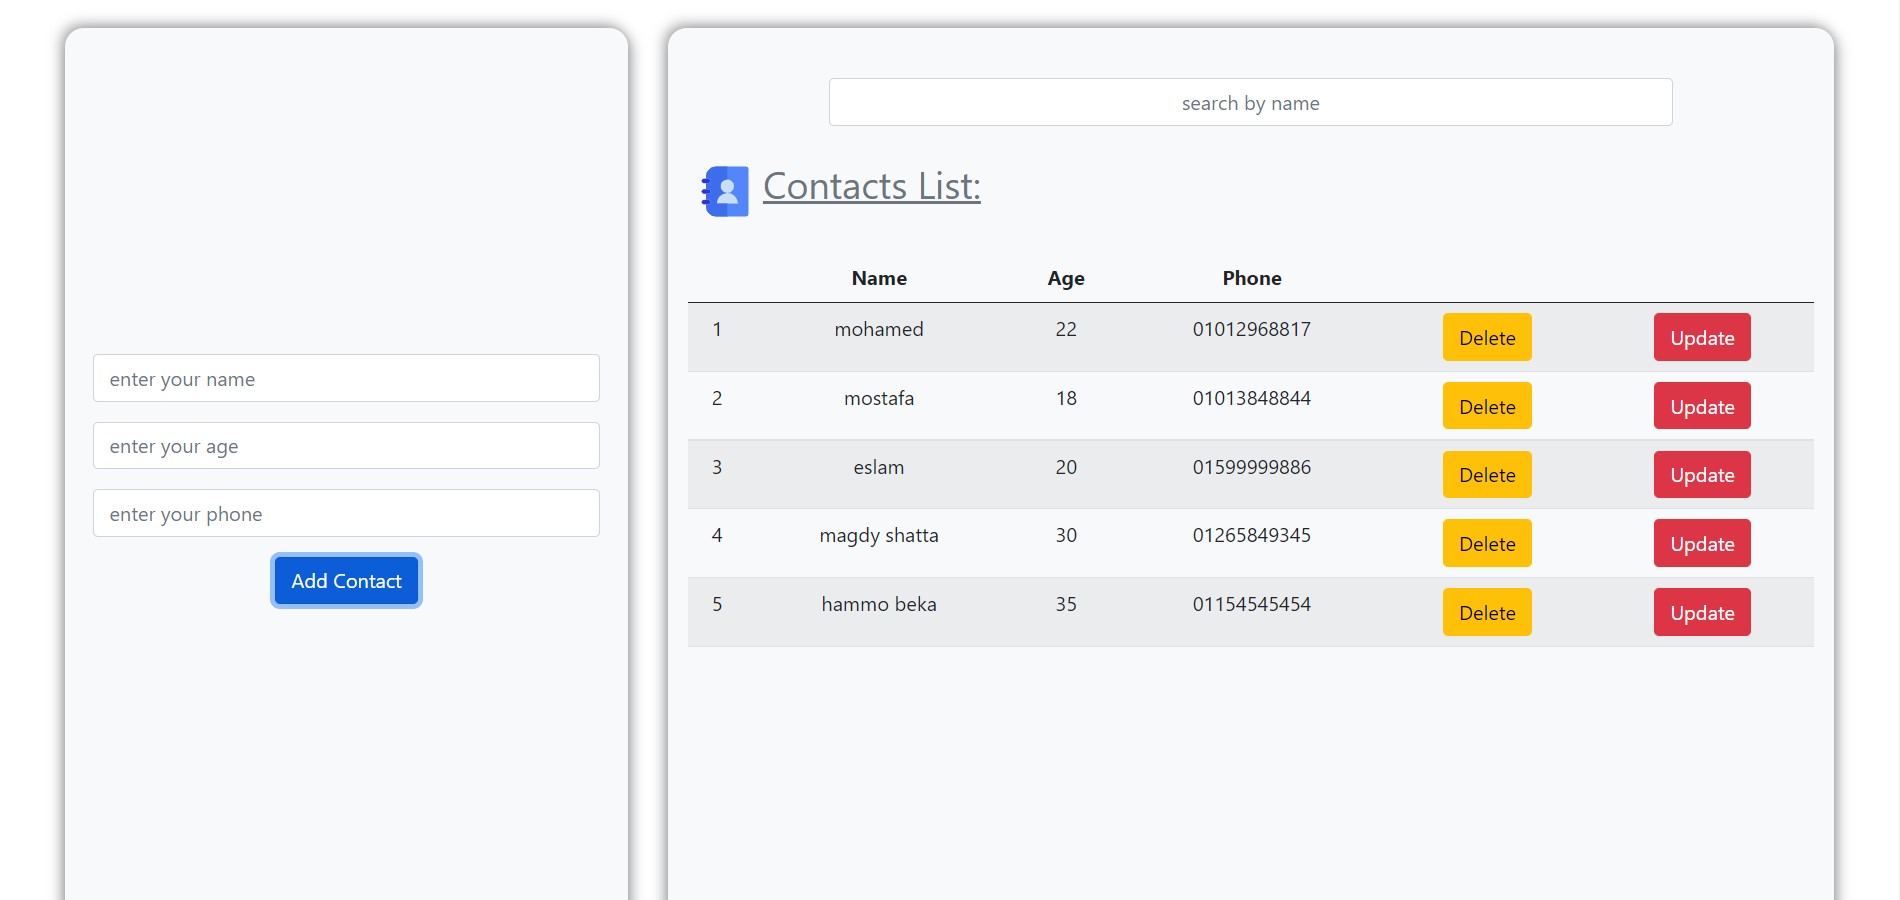 enter your name
enter your age
enter your phone
Add Contact
search by name
Contacts List:
Name Age Phone
1 mohamed 22 01012968817 Delete Update
2 mostafa 18 01013848844 Delete Update
3 eslam 20 01599999886 Delete Update
4 magdy shatta 30 01265849345 Delete Update
5 hammo beka 35 01154545454 Delete Update